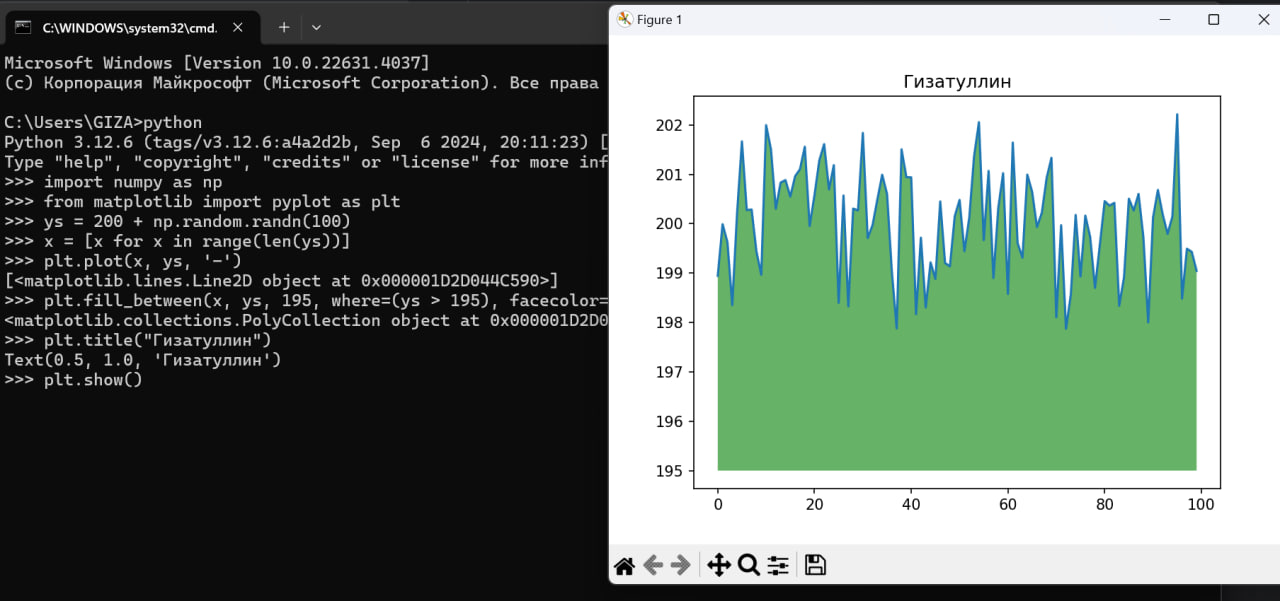 C:\WINDOWS\system32\cmd.
Microsoft Windows [Version 10.0.22631.4037]
(c) Корпорация Майкрософт (Microsoft Corporation). Все права
C:\Users\GIZA>python
Python 3.12.6 (tags/v3.12.6:a4a2d2b, Sep  6 2024, 20:11:23) [
Type "help", "copyright", "credits" or "license" for more inf
>>> import numpy as np
>>> from matplotlib import pyplot as plt
>>> ys = 200 + np.random.randn(100)
>>> x = [x for x in range(len(ys))]
>>> plt.plot(x, ys, '-')
[<matplotlib.lines.Line2D object at 0x000001D2D044C590>]
>>> plt.fill_between(x, ys, 195, where=(ys > 195), facecolor=
<matplotlib.collections.PolyCollection object at 0x000001D2D0
>>> plt.title("Гизатуллин")
Text(0.5, 1.0, 'Гизатуллин')
>>> plt.show()
Figure 1
Гизатуллин
202
201
200
199
198
197
196
195
0 20 40 60 80 100